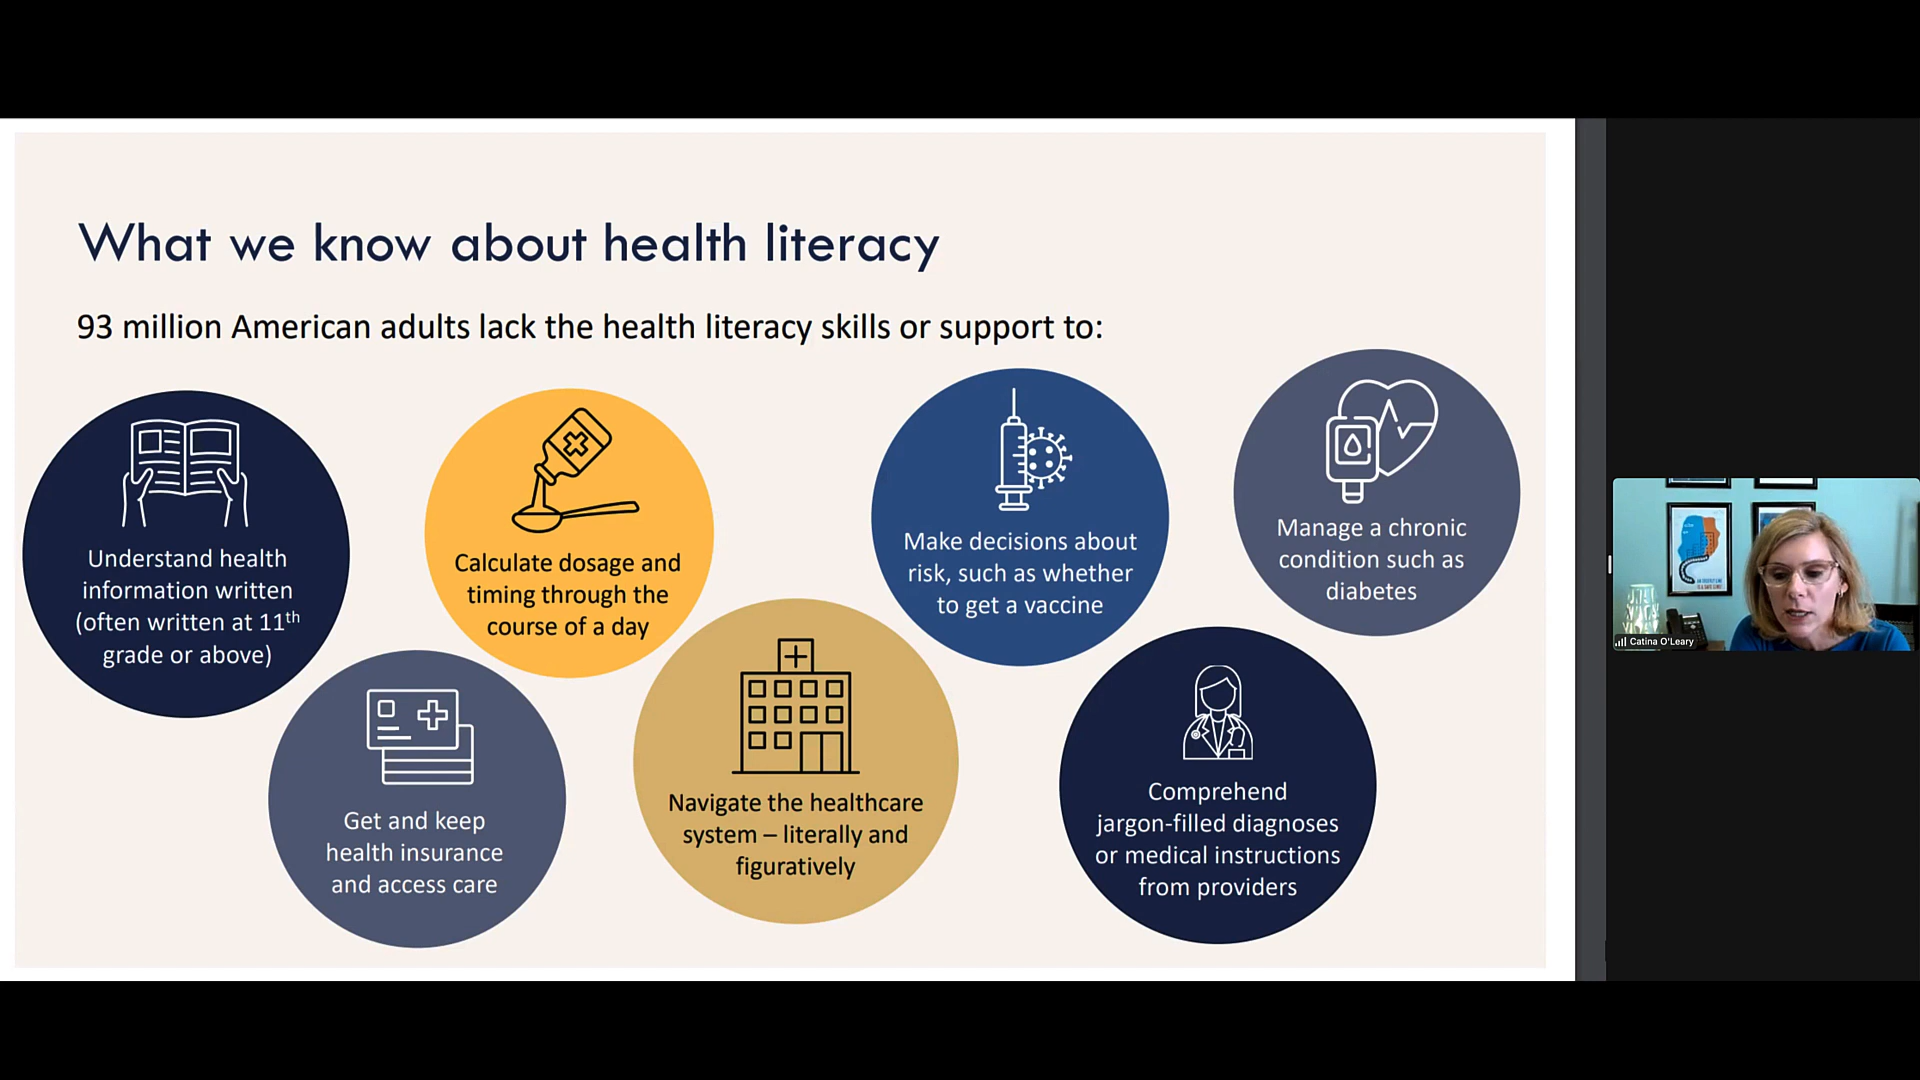 What we know about health literacy
93 million American adults lack the health literacy skills or support to:
Understand health
information written
(often written at 11th
grade or above)
Calculate dosage and
timing through the
course of a day
Make decisions about
risk, such as whether
to get a vaccine
Manage a chronic
condition such as
diabetes
Get and keep
health insurance
and access care
Navigate the healthcare
system – literally and
figuratively
Comprehend
jargon-filled diagnoses
or medical instructions
from providers
Catina O'Leary